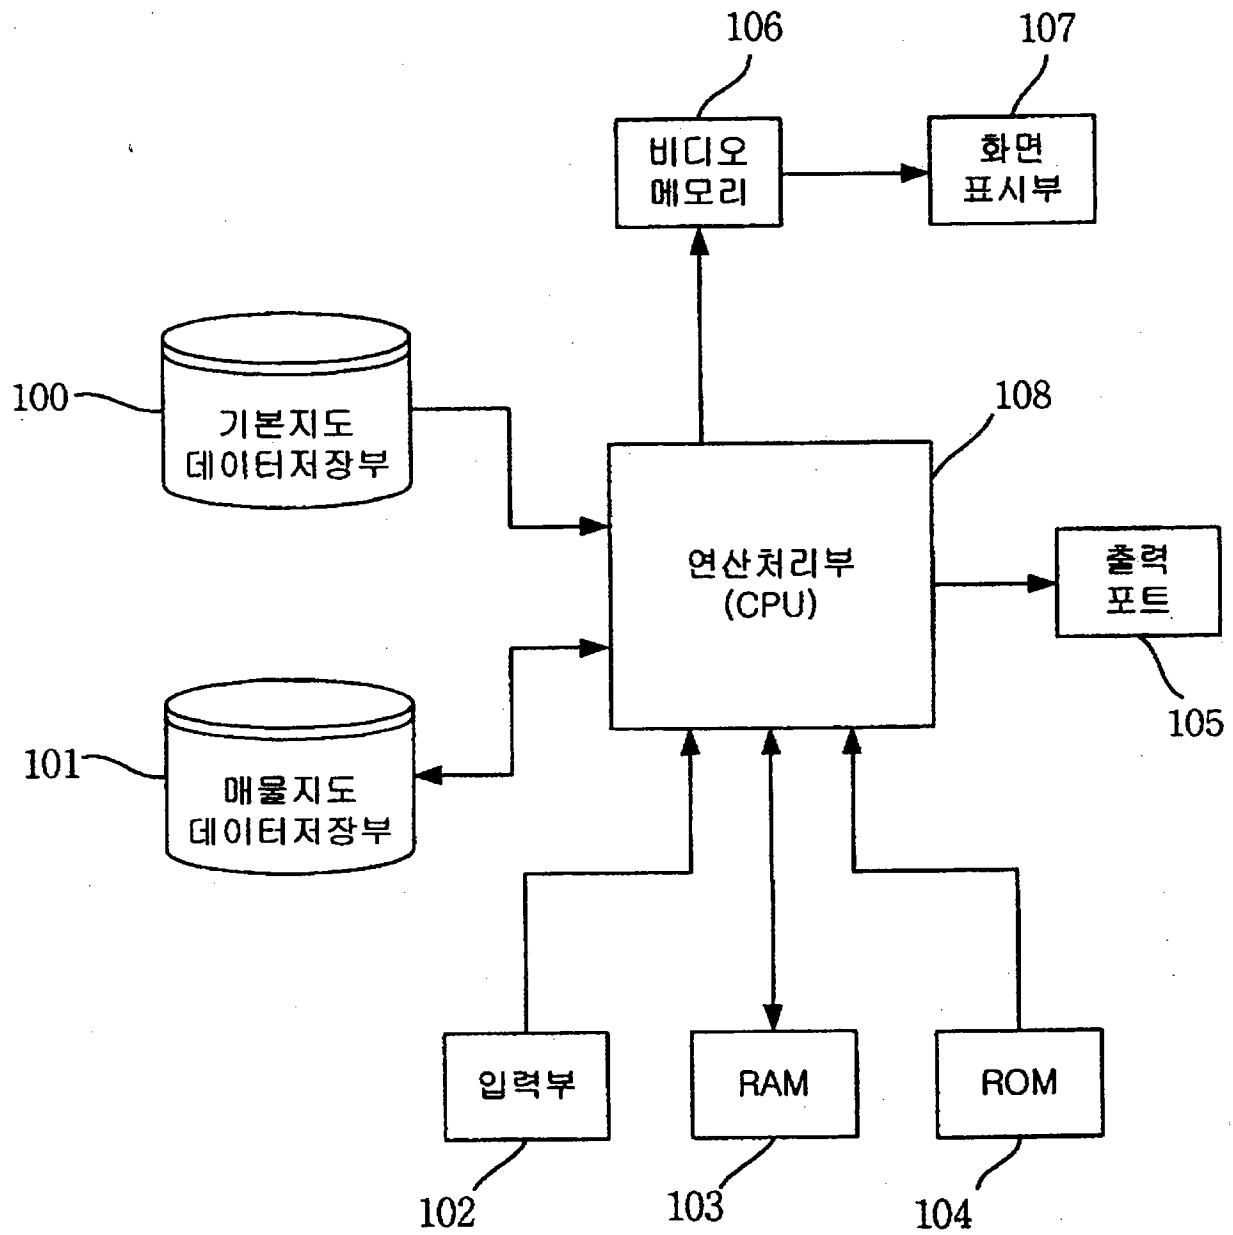 106
107
비디오
메모리
화면
표시부
100
기본지도
데이터저장부
108
연산처리부
(CPU)
출력
포트
105
101
매물지도
데이터저장부
입력부
RAM
ROM
102
103
104